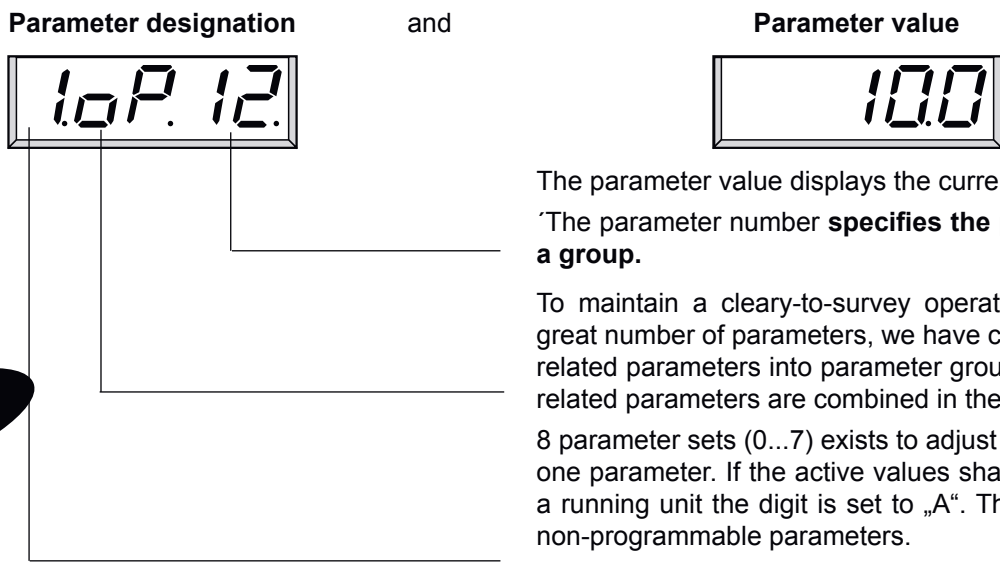 Parameter designation and Parameter value
1.oP.12. 10.0
The parameter value displays the curre
´The parameter number specifies the
a group.
To maintain a cleary-to-survey operat
great number of parameters, we have c
related parameters into parameter grou
related parameters are combined in the
8 parameter sets (0...7) exists to adjust
one parameter. If the active values sha
a running unit the digit is set to „A“. Th
non-programmable parameters.